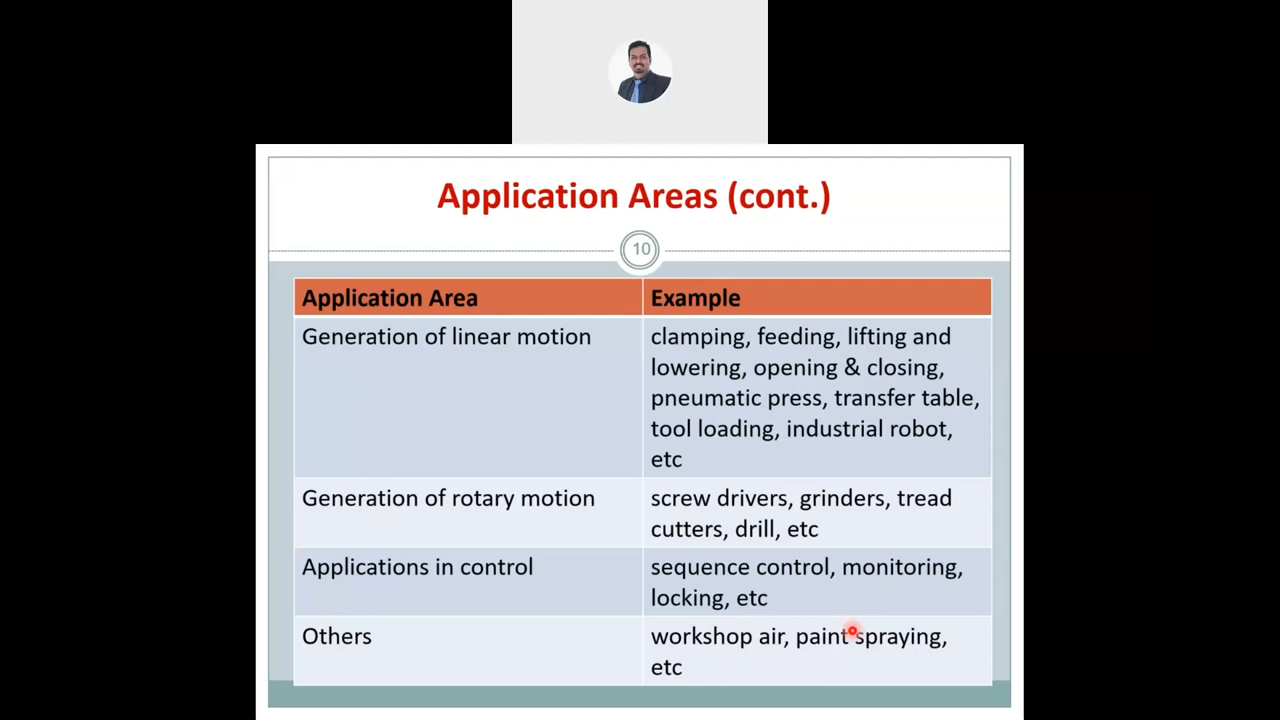 Application Areas (cont.)
10
Application Area
Example
Generation of linear motion
clamping, feeding, lifting and
lowering, opening & closing,
pneumatic press, transfer table,
tool loading, industrial robot,
etc
Generation of rotary motion
screw drivers, grinders, tread
cutters, drill, etc
Applications in control
sequence control, monitoring,
locking, etc
Others
workshop air, paint spraying,
etc